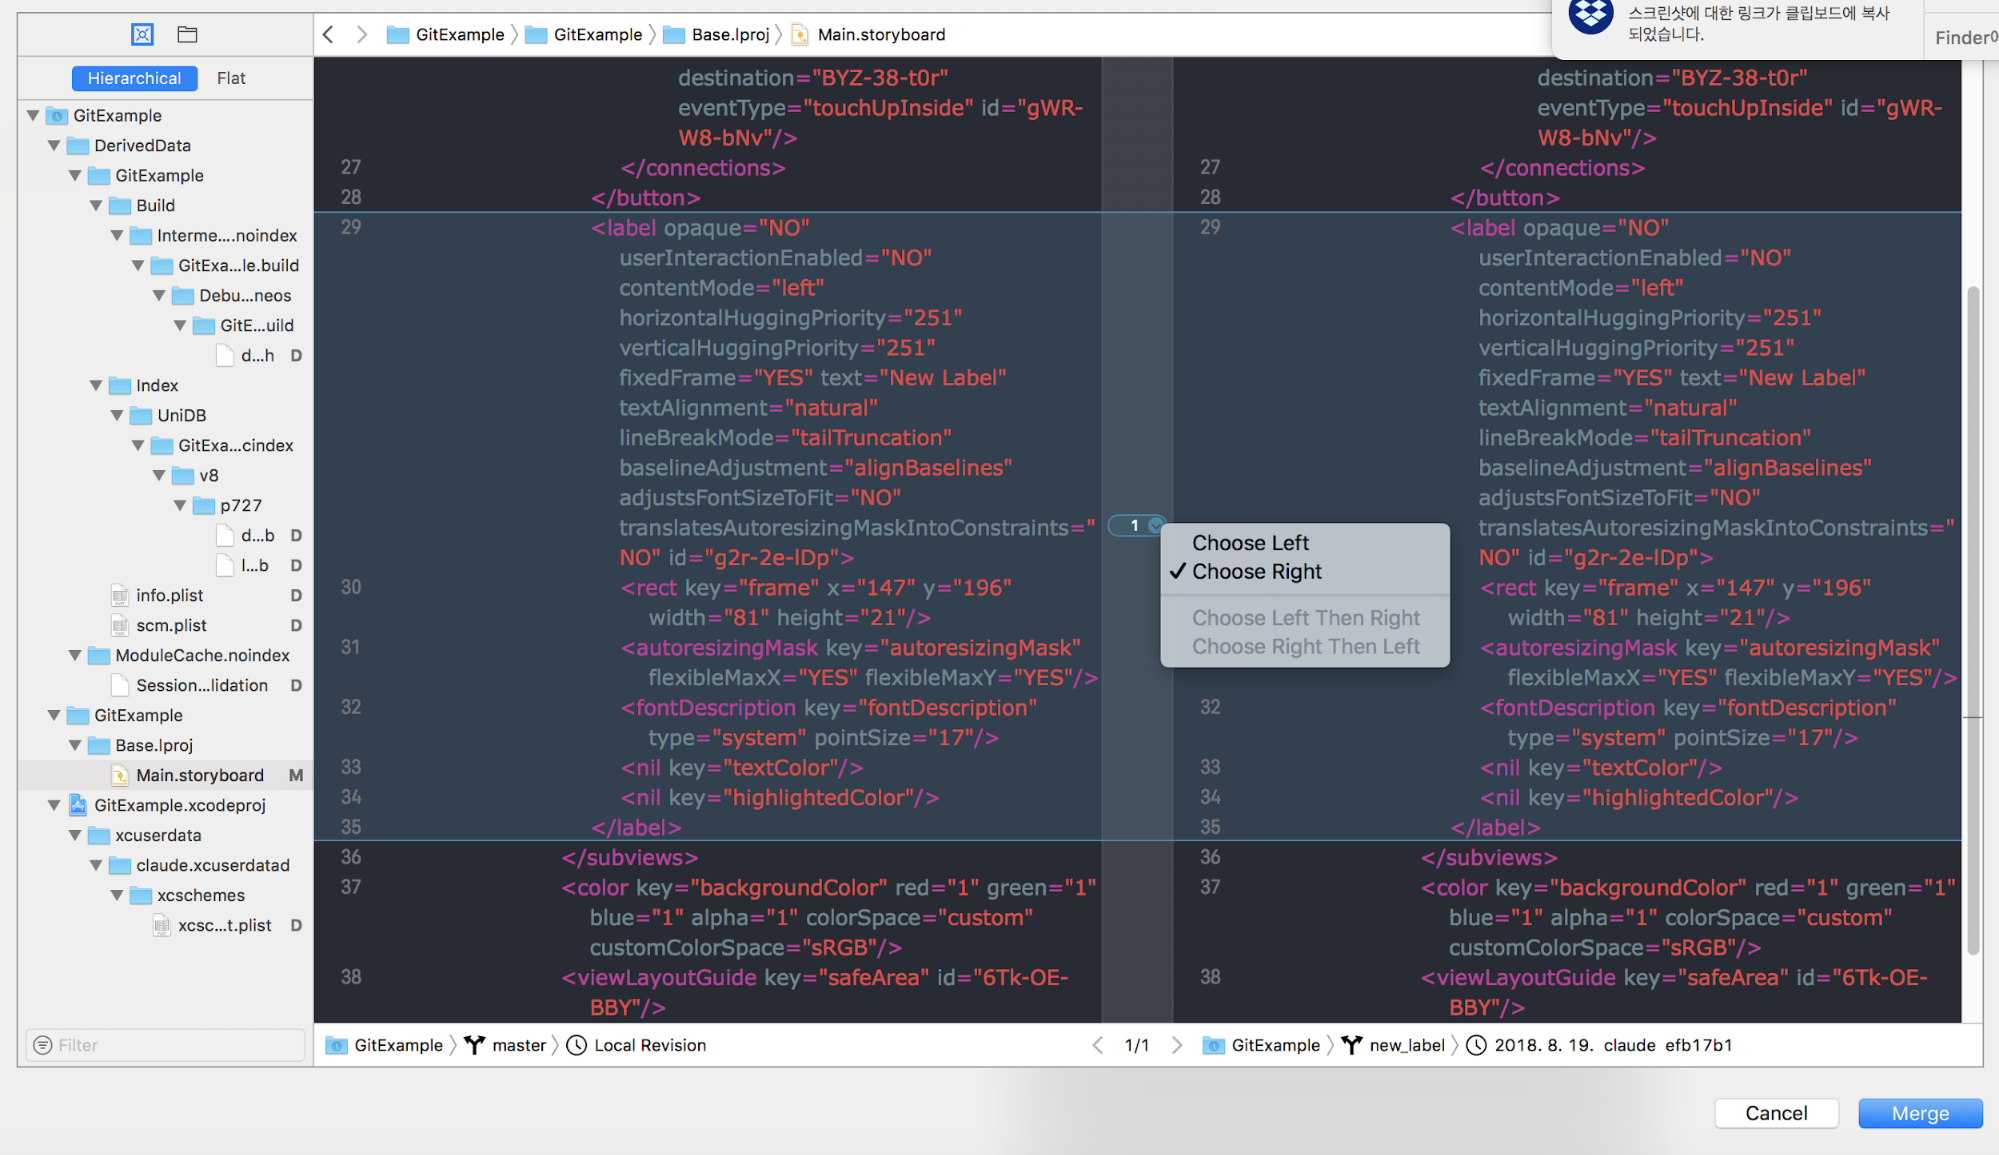 스크린샷에 대한 링크가 클립보드에 복사
되었습니다.
GitExample
GitExample
Base.lproj
Main.storyboard
Hierarchical
Flat
GitExample
DerivedData
GitExample
Build
Interme....noindex
GitExa...le.build
Debu...neos
GitE...uild
d...h D
Index
UniDB
GitExa...cindex
v8
p727
d...b D
l...b D
info.plist D
scm.plist D
ModuleCache.noindex
Session...lidation D
GitExample
Base.lproj
Main.storyboard M
GitExample.xcodeproj
xcuserdata
claude.xcuserdatad
xcschemes
xcsc...t.plist D
Filter
destination="BYZ-38-t0r"
eventType="touchUpInside" id="gWR-
W8-bNv"/>
27 </connections>
28 </button>
29 <label opaque="NO"
userInteractionEnabled="NO"
contentMode="left"
horizontalHuggingPriority="251"
verticalHuggingPriority="251"
fixedFrame="YES" text="New Label"
textAlignment="natural"
lineBreakMode="tailTruncation"
baselineAdjustment="alignBaselines"
adjustsFontSizeToFit="NO"
translatesAutoresizingMaskIntoConstraints="
NO" id="g2r-2e-lDp">
30 <rect key="frame" x="147" y="196"
width="81" height="21"/>
31 <autoresizingMask key="autoresizingMask"
flexibleMaxX="YES" flexibleMaxY="YES"/>
32 <fontDescription key="fontDescription"
type="system" pointSize="17"/>
33 <nil key="textColor"/>
34 <nil key="highlightedColor"/>
35 </label>
36 </subviews>
37 <color key="backgroundColor" red="1" green="1"
blue="1" alpha="1" colorSpace="custom"
customColorSpace="sRGB"/>
38 <viewLayoutGuide key="safeArea" id="6Tk-OE-
BBY"/>
1
Choose Left
✓ Choose Right
Choose Left Then Right
Choose Right Then Left
destination="BYZ-38-t0r"
eventType="touchUpInside" id="gWR-
W8-bNv"/>
27 </connections>
28 </button>
29 <label opaque="NO"
userInteractionEnabled="NO"
contentMode="left"
horizontalHuggingPriority="251"
verticalHuggingPriority="251"
fixedFrame="YES" text="New Label"
textAlignment="natural"
lineBreakMode="tailTruncation"
baselineAdjustment="alignBaselines"
adjustsFontSizeToFit="NO"
translatesAutoresizingMaskIntoConstraints="
NO" id="g2r-2e-lDp">
<rect key="frame" x="147" y="196"
width="81" height="21"/>
<autoresizingMask key="autoresizingMask"
flexibleMaxX="YES" flexibleMaxY="YES"/>
32 <fontDescription key="fontDescription"
type="system" pointSize="17"/>
33 <nil key="textColor"/>
34 <nil key="highlightedColor"/>
35 </label>
36 </subviews>
37 <color key="backgroundColor" red="1" green="1"
blue="1" alpha="1" colorSpace="custom"
customColorSpace="sRGB"/>
38 <viewLayoutGuide key="safeArea" id="6Tk-OE-
BBY"/>
GitExample
master
Local Revision
1/1
GitExample
new_label
2018. 8. 19. claude efb17b1
Cancel
Merge